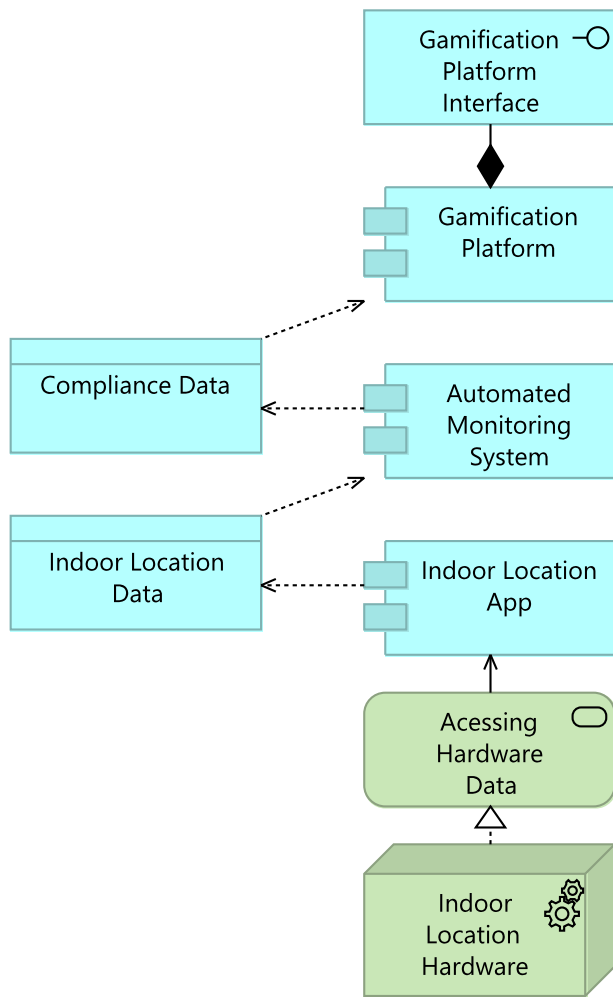 Gamification
Platform
Interface
Gamification
Platform
Compliance Data
Automated
Monitoring
System
Indoor Location
Data
Indoor Location
App
Acessing
Hardware
Data
Indoor
Location
Hardware